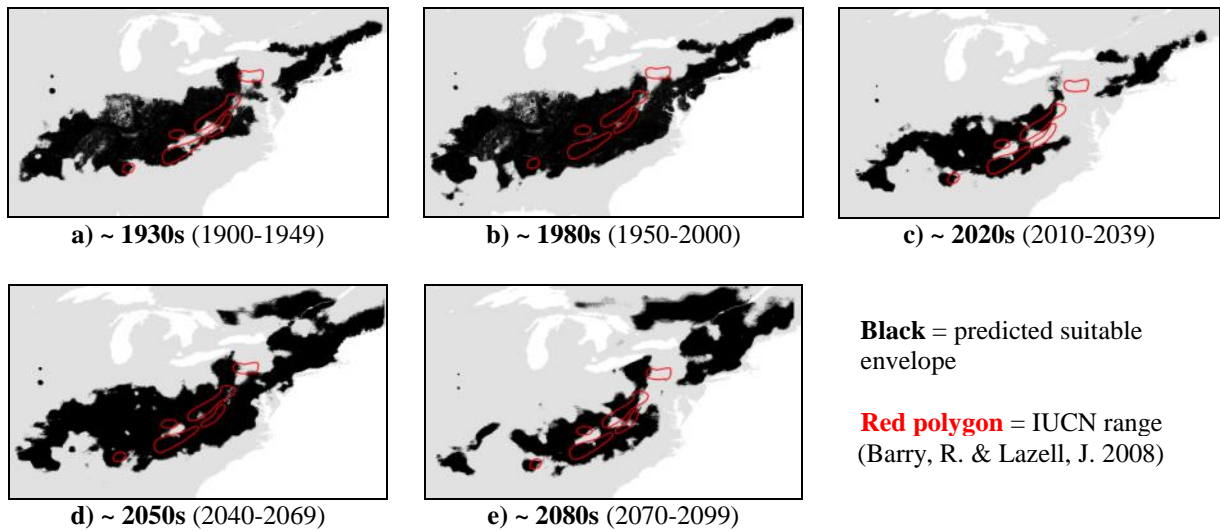 a) ~ 1930s (1900-1949)
b) ~ 1980s (1950-2000)
c) ~ 2020s (2010-2039)
d) ~ 2050s (2040-2069)
e) ~ 2080s (2070-2099)
Black = predicted suitable
envelope
Red polygon = IUCN range
(Barry, R. & Lazell, J. 2008)